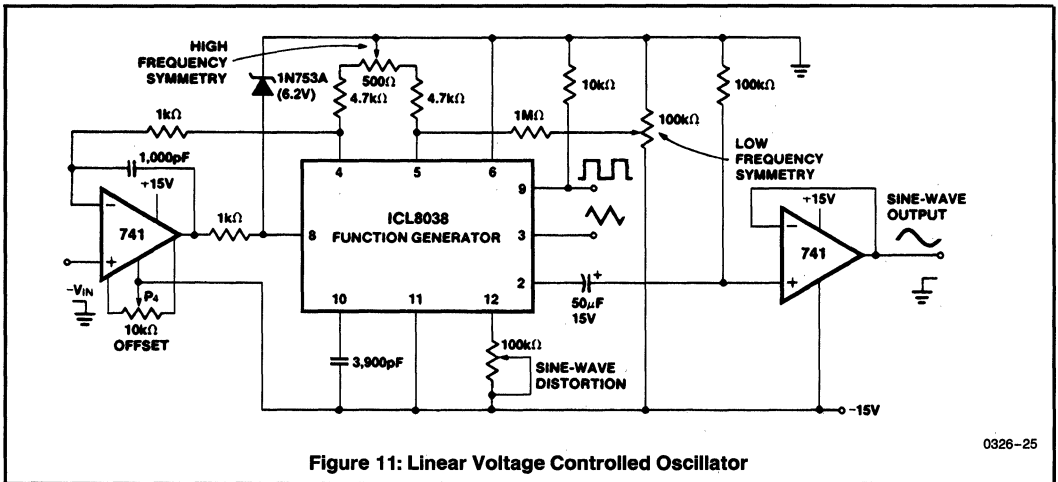 HIGH
FREQUENCY
SYMMETRY
1N753A
(6.2V)
500Ω
4.7kΩ
4.7kΩ
10kΩ
100kΩ
1MΩ
100kΩ
LOW
FREQUENCY
SYMMETRY
1kΩ
1,000pF
+15V
−
741
+
1kΩ
-VIN
P4
10kΩ
OFFSET
4
5
6
8
ICL8038
FUNCTION GENERATOR
9
3
2
10
11
12
+
50µF
15V
3,900pF
100kΩ
SINE-WAVE
DISTORTION
+15V
−
741
+
SINE-WAVE
OUTPUT
-15V
0326-25
Figure 11: Linear Voltage Controlled Oscillator